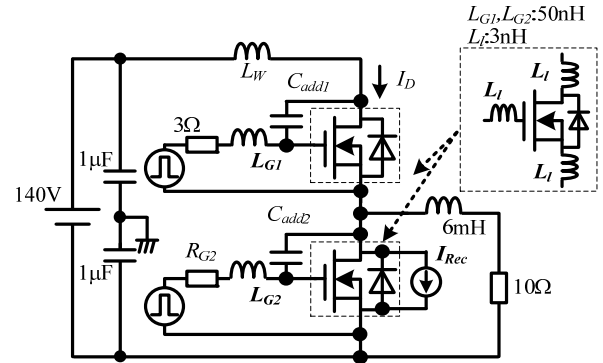 L_G1,L_G2:50nH
L_l:3nH
L_W
C_add1
I_D
L_l
L_l
L_l
3Ω
L_G1
1μF
140V
C_add2
6mH
1μF
R_G2
L_G2
I_Rec
10Ω